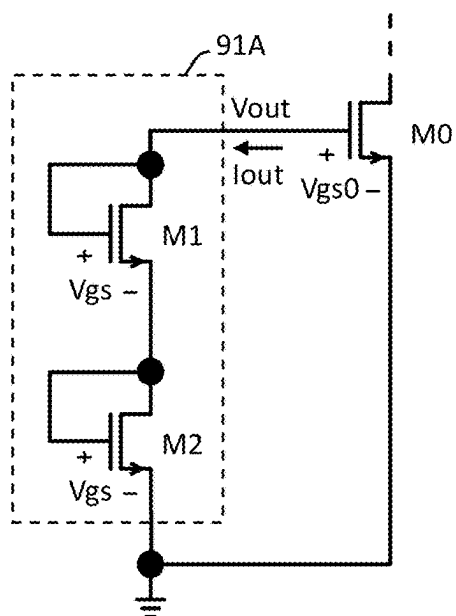 91A
Vout
M0
Iout
+
Vgs0 –
M1
+
Vgs –
M2
+
Vgs –